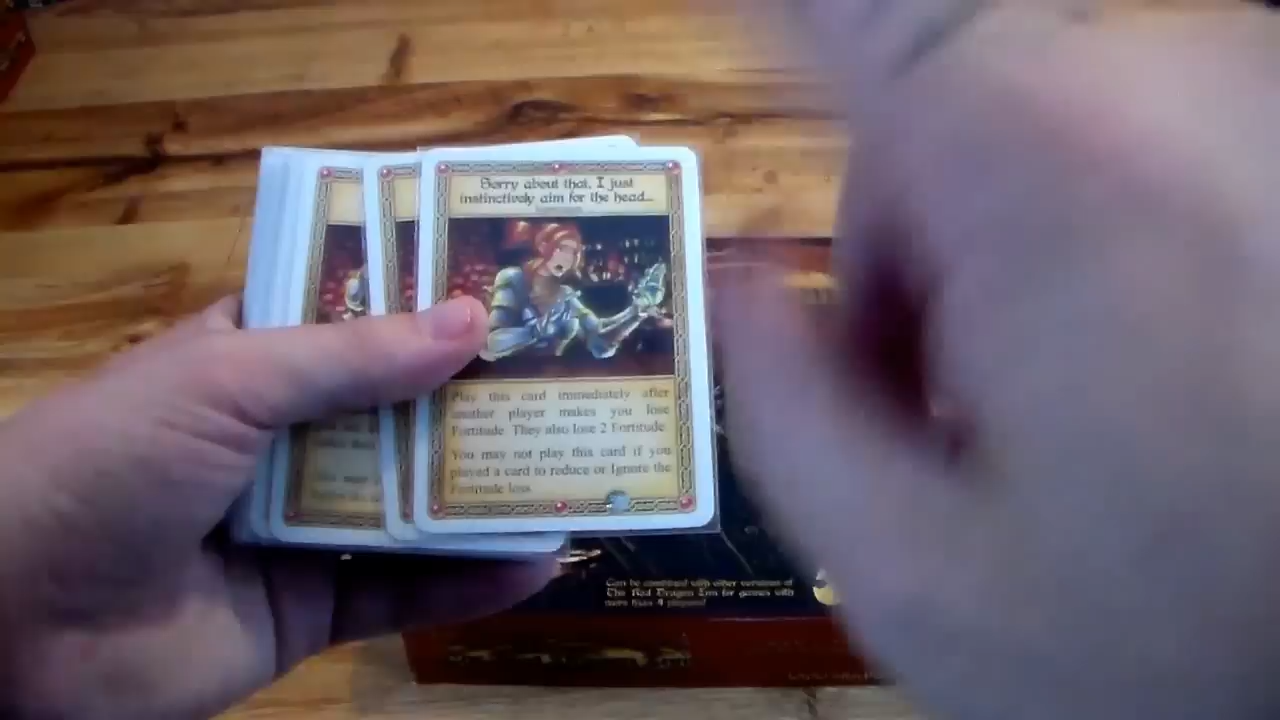 Sorry about that, I just
instinctively aim for the head...
Play this card immediately after
another player makes you lose
Fortitude. They also lose 2 Fortitude.
You may not play this card if you
played a card to reduce or Ignore the
Fortitude loss.
Can be combined with other versions of
The Red Dragon Inn for games with
more than 4 players!